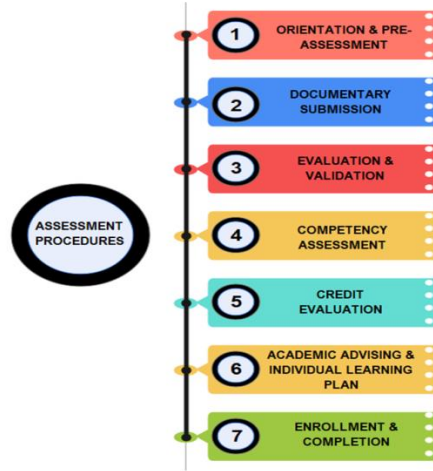 ASSESSMENT
PROCEDURES
1
ORIENTATION & PRE-
ASSESSMENT
2
DOCUMENTARY
SUBMISSION
3
EVALUATION &
VALIDATION
4
COMPETENCY
ASSESSMENT
5
CREDIT
EVALUATION
6
ACADEMIC ADVISING &
INDIVIDUAL LEARNING
PLAN
7
ENROLLMENT &
COMPLETION